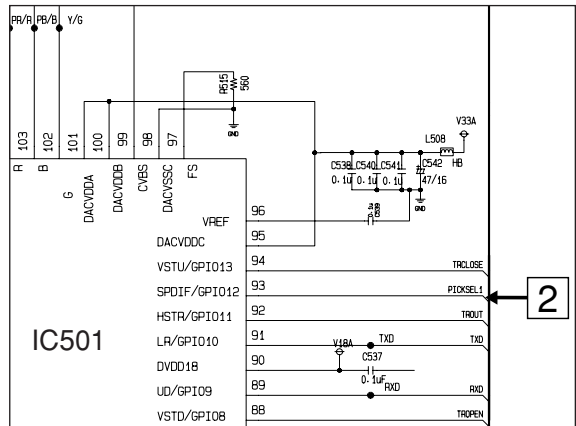 PR/R PB/B Y/G
R515
560
GND
103 102 101 100 99 98 97
R B G DACVDDA DACVDDB CVBS DACVSSC FS
V33A
L508
HB
C538 C540 C541 C542
0.1u 0.1u 0.1u 47/16
GND
0.1u
C539
VREF 96
DACVDDC 95
VSTU/GPIO13 94 TRCLOSE
SPDIF/GPIO12 93 PICKSEL1
2
HSTR/GPIO11 92 TROUT
IC501
LR/GPIO10 91 TXD TXD
V18A
DVDD18 90 C537
0.1uF
UD/GPIO9 89 RXD RXD
VSTD/GPIO8 88 TROPEN